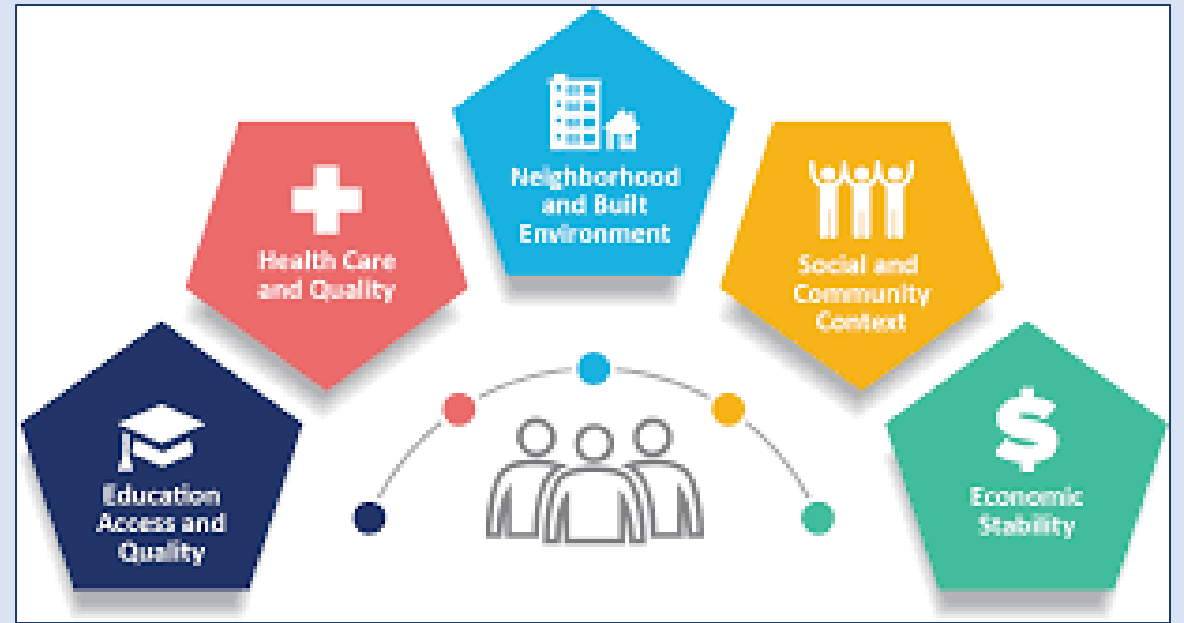 Education
Access and
Quality
Health Care
and Quality
Neighborhood
and Built
Environment
Social and
Community
Context
$
Economic
Stability